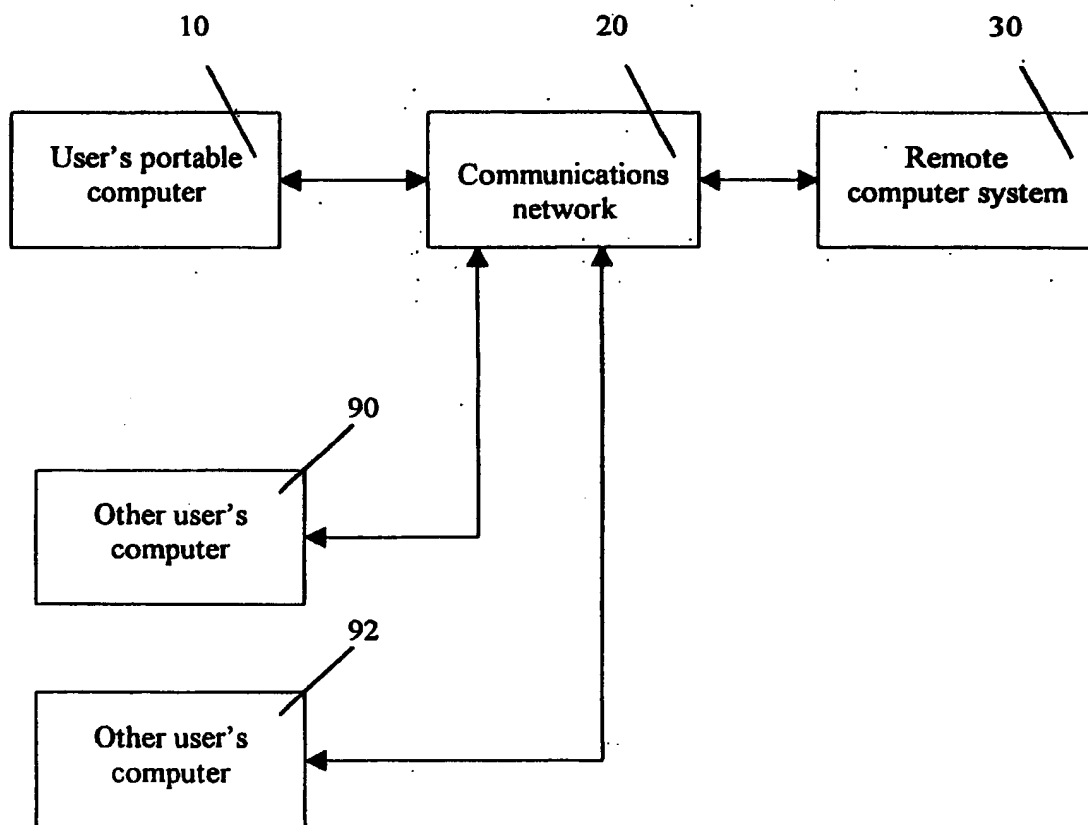 10
20
30
User's portable
computer
Communications
network
Remote
computer system
90
Other user's
computer
92
Other user's
computer